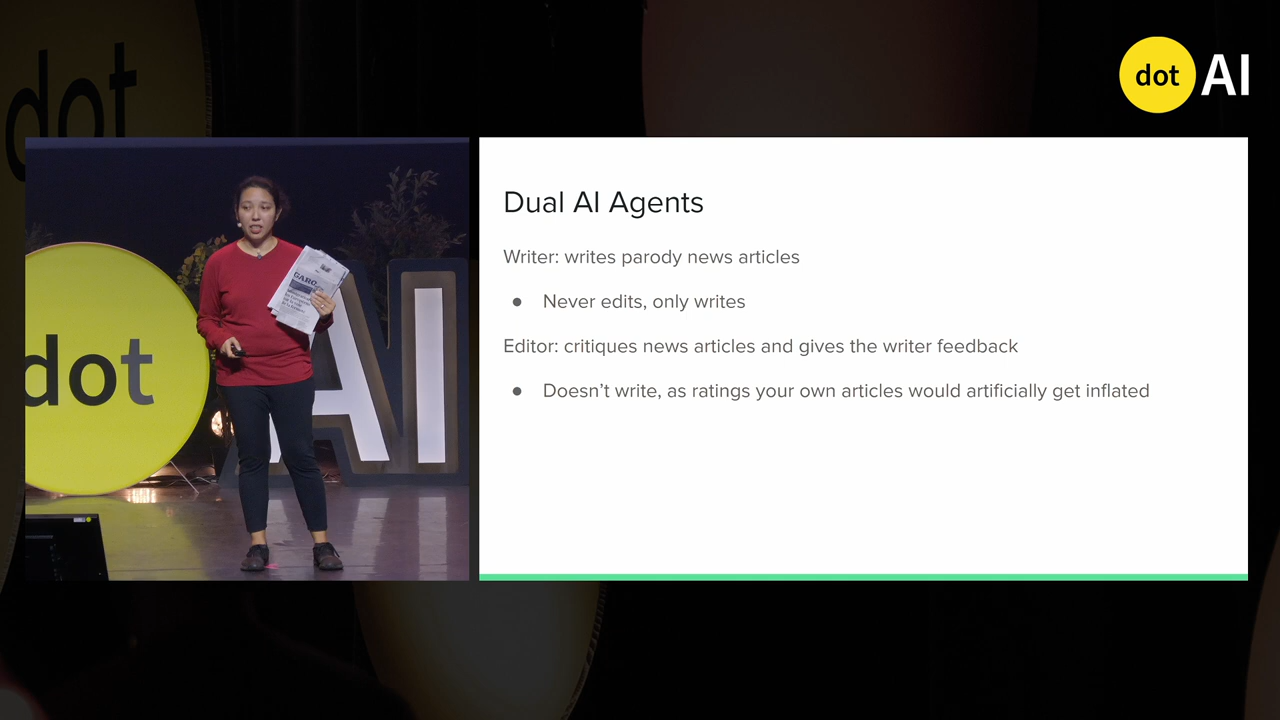 dot
dot AI
dot AI
GARO
Dual AI Agents
Writer: writes parody news articles
● Never edits, only writes
Editor: critiques news articles and gives the writer feedback
● Doesn’t write, as ratings your own articles would artificially get inflated